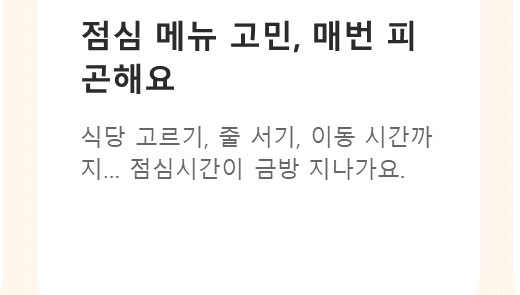 점심 메뉴 고민, 매번 피
곤해요
식당 고르기, 줄 서기, 이동 시간까
지... 점심시간이 금방 지나가요.